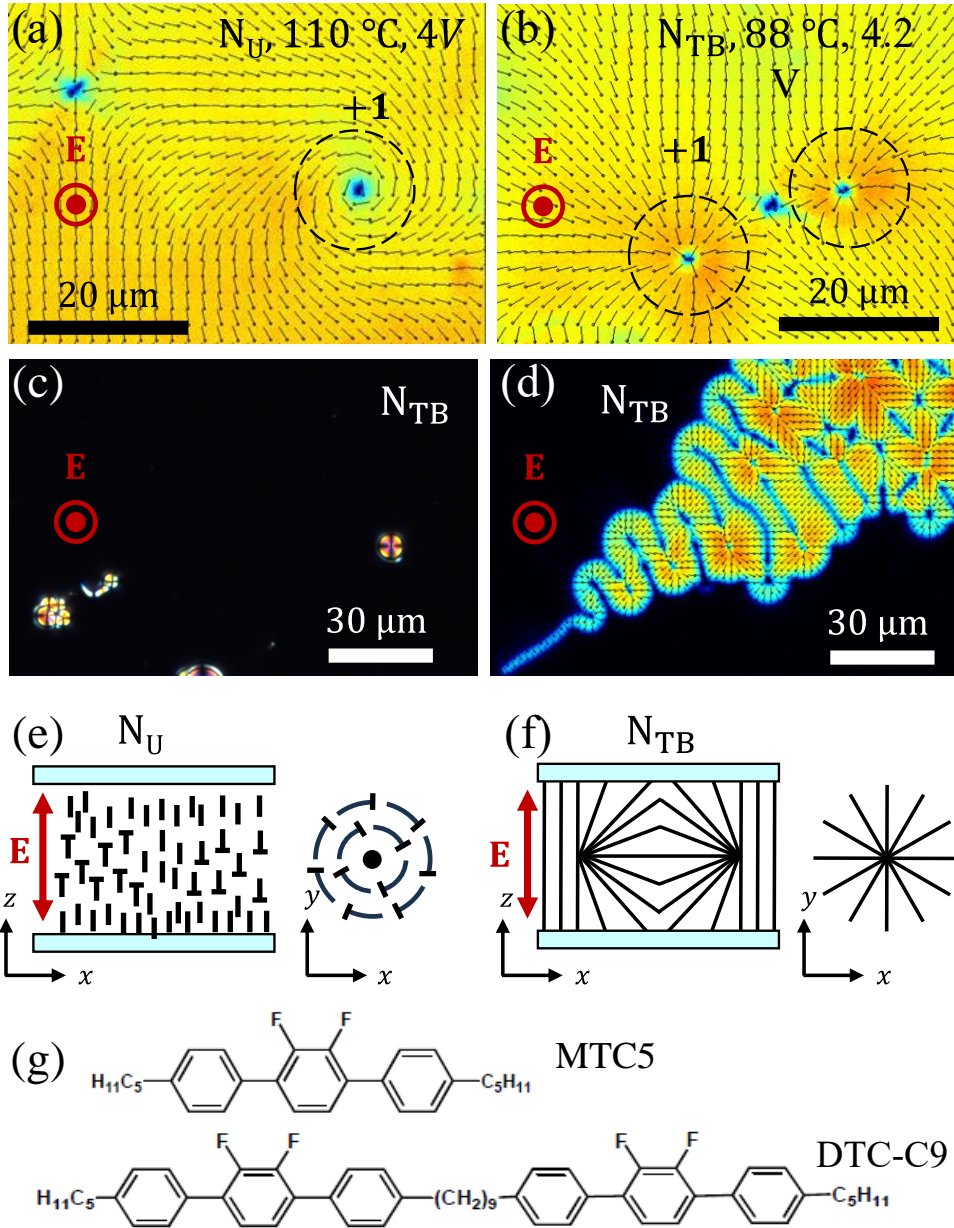 (a)
N_U, 110 °C, 4V
+1
E
20 μm
(b)
N_TB, 88 °C, 4.2
V
+1
E
20 μm
(c)
N_TB
E
30 μm
(d)
N_TB
E
30 μm
(e)
N_U
E
z
x
y
x
(f)
N_TB
E
z
x
y
x
(g)
F F
H₁₁C₅ C₅H₁₁
MTC5
F F F F
H₁₁C₅ (CH₂)₉ C₅H₁₁
DTC-C9